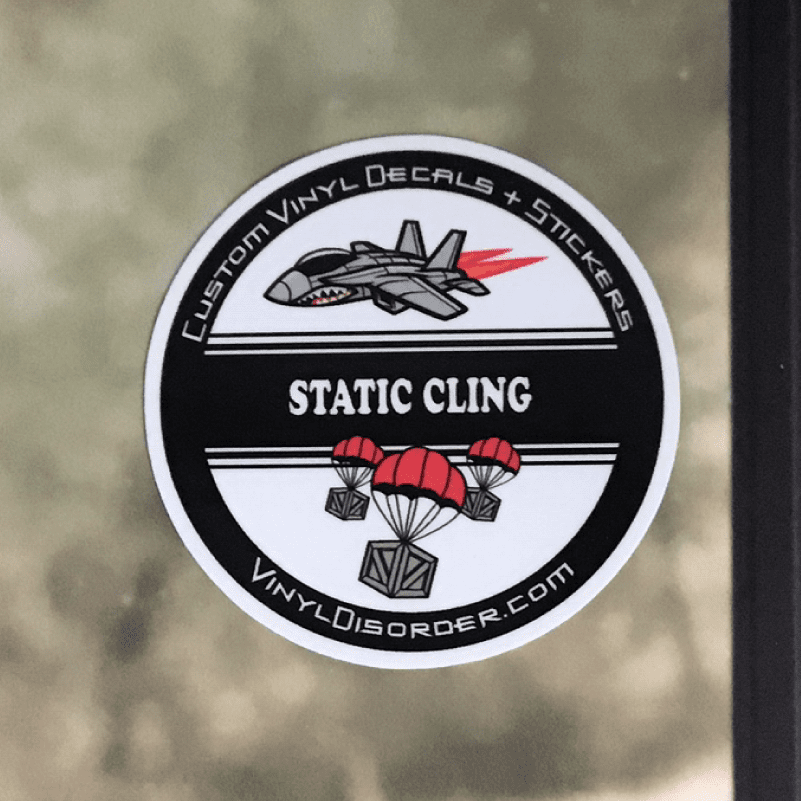 Custom Vinyl Decals + Stickers
STATIC CLING
VinylDisorder.com